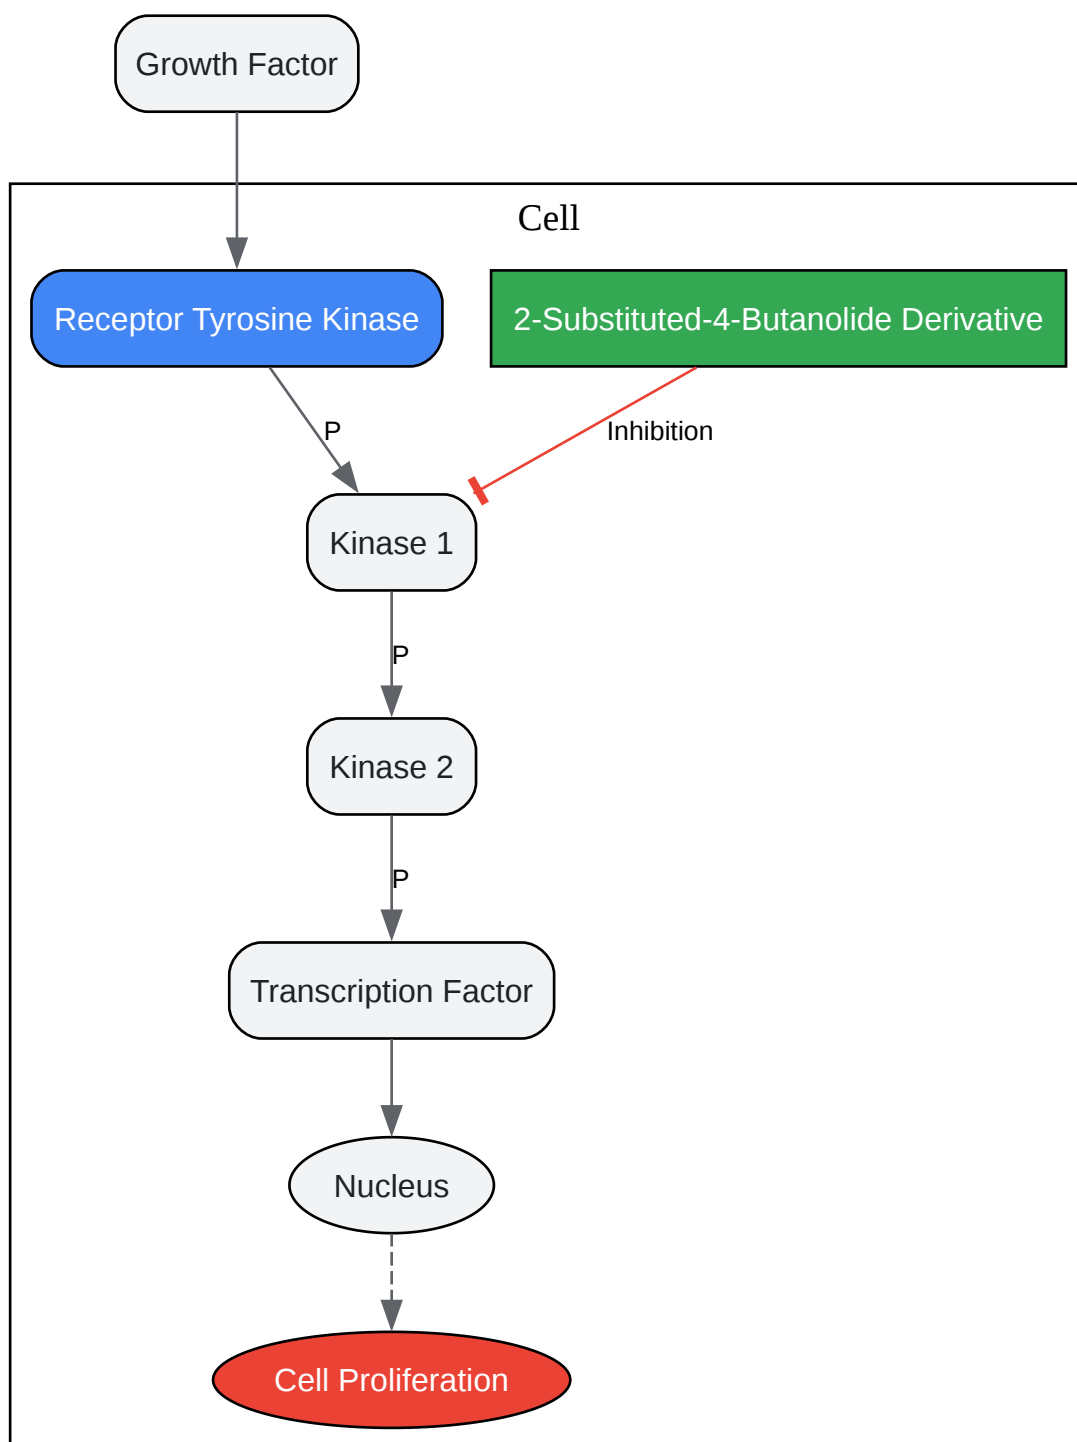 Growth Factor
Cell
Receptor Tyrosine Kinase
2-Substituted-4-Butanolide Derivative
P
Inhibition
Kinase 1
P
Kinase 2
P
Transcription Factor
Nucleus
Cell Proliferation